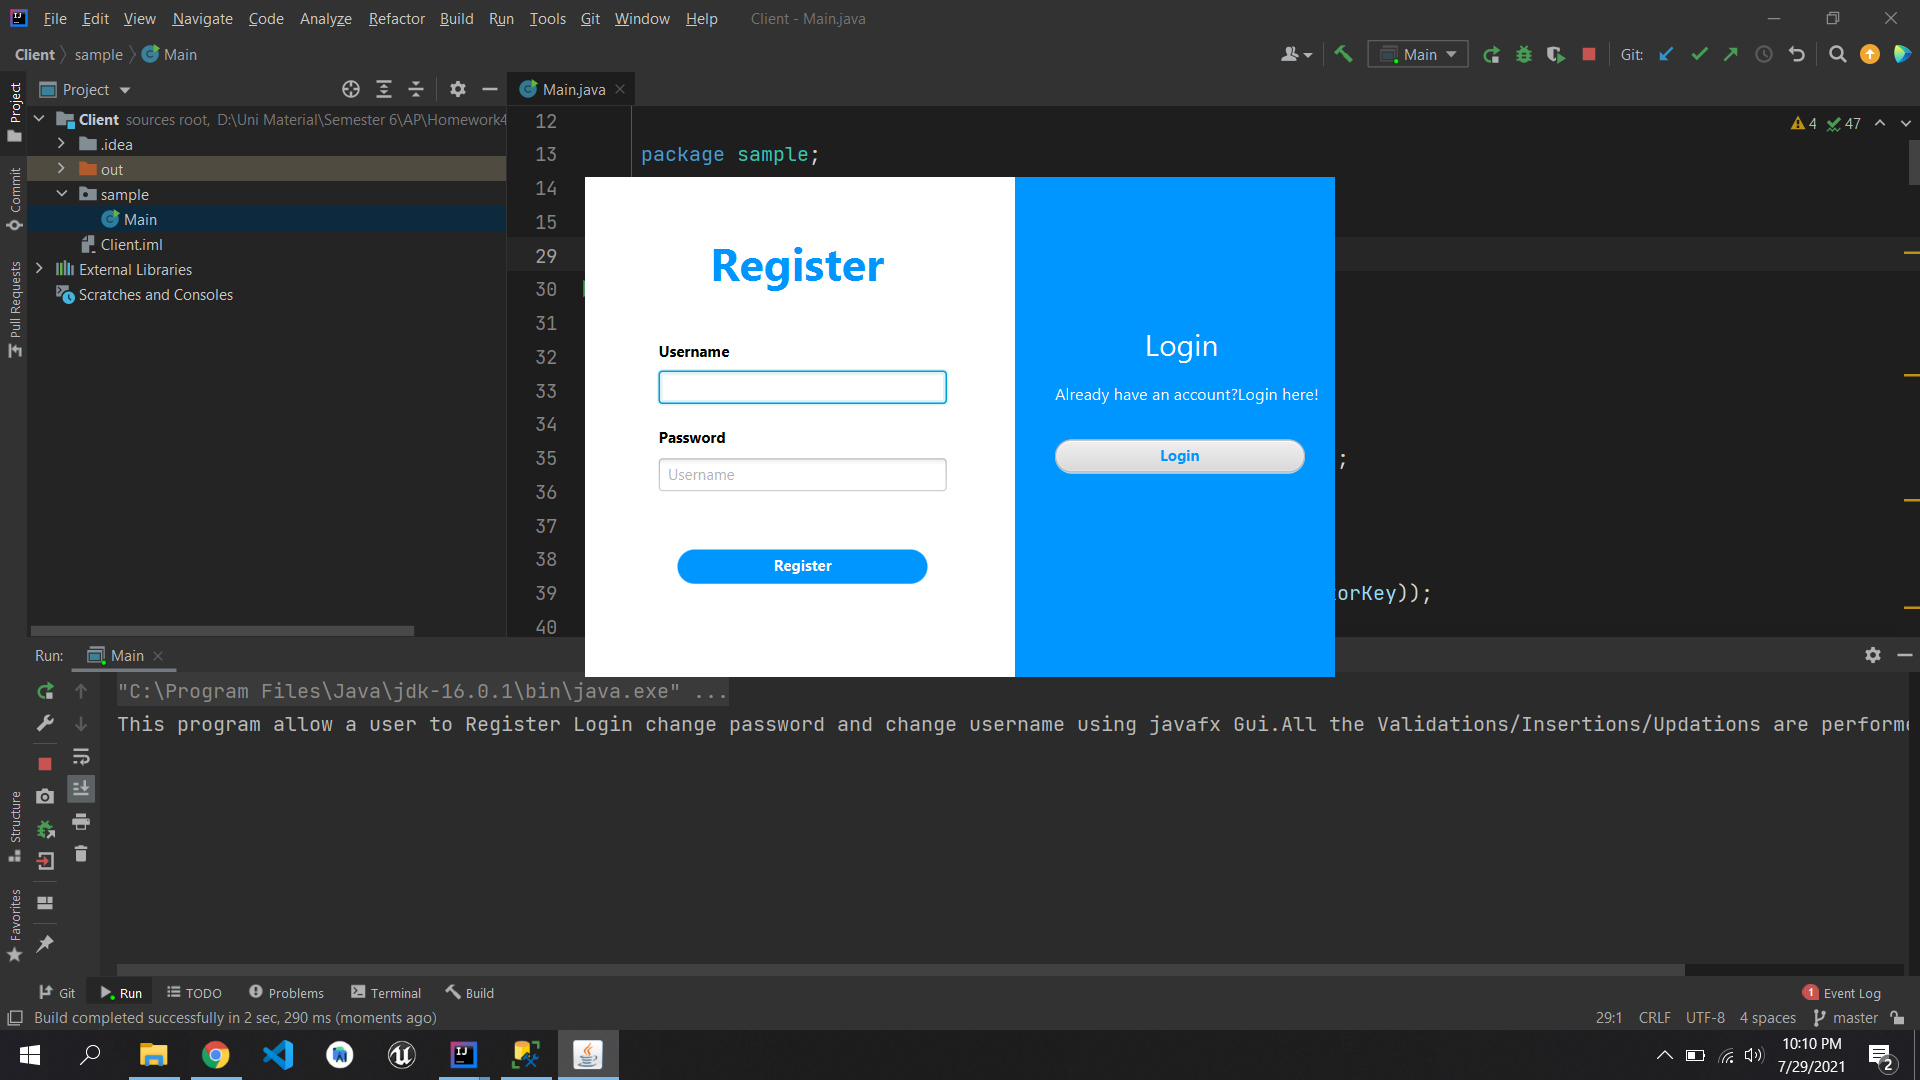 File Edit View Navigate Code Analyze Refactor Build Run Tools Git Window Help Client - Main.java
Client sample Main
Main Git:
Project
Main.java
Client sources root, D:\Uni Material\Semester 6\AP\Homework4
.idea
out
sample
Main
Client.iml
External Libraries
Scratches and Consoles
Project
Commit
Pull Requests
Structure
Favorites
4 47
12
13 package sample;
14
15
29
30
31
32
33
34
35 ;
36
37
38
39 orKey));
40
Register
Username
Password
Username
Register
Login
Already have an account?Login here!
Login
Run: Main
"C:\Program Files\Java\jdk-16.0.1\bin\java.exe" ...
This program allow a user to Register Login change password and change username using javafx Gui.All the Validations/Insertions/Updations are performe
Git Run TODO Problems Terminal Build 1 Event Log
Build completed successfully in 2 sec, 290 ms (moments ago) 29:1 CRLF UTF-8 4 spaces master
10:10 PM
7/29/2021
2